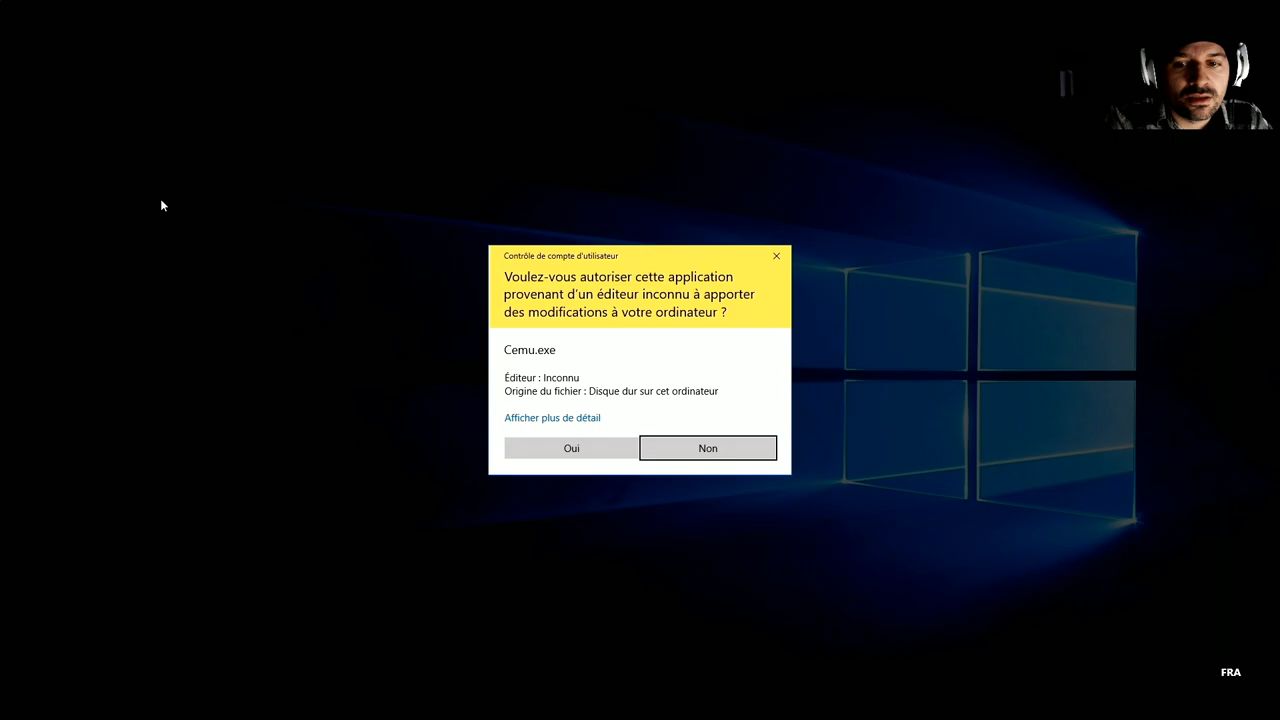 Contrôle de compte d'utilisateur
Voulez-vous autoriser cette application
provenant d'un éditeur inconnu à apporter
des modifications à votre ordinateur ?
Cemu.exe
Éditeur : Inconnu
Origine du fichier : Disque dur sur cet ordinateur
Afficher plus de détail
Oui
Non
FRA